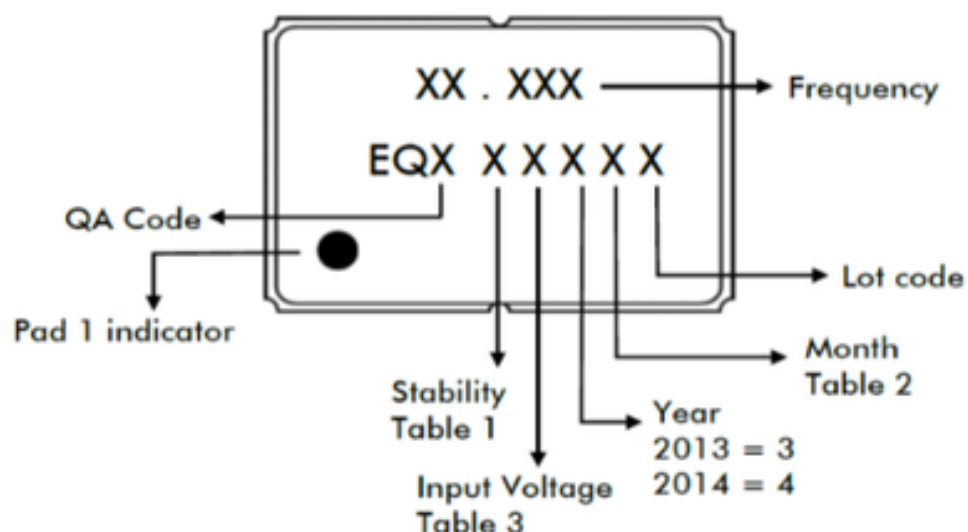 XX . XXX
Frequency
EQX X X X X X
QA Code
Lot code
Pad 1 indicator
Month
Table 2
Stability
Table 1
Year
2013 = 3
2014 = 4
Input Voltage
Table 3